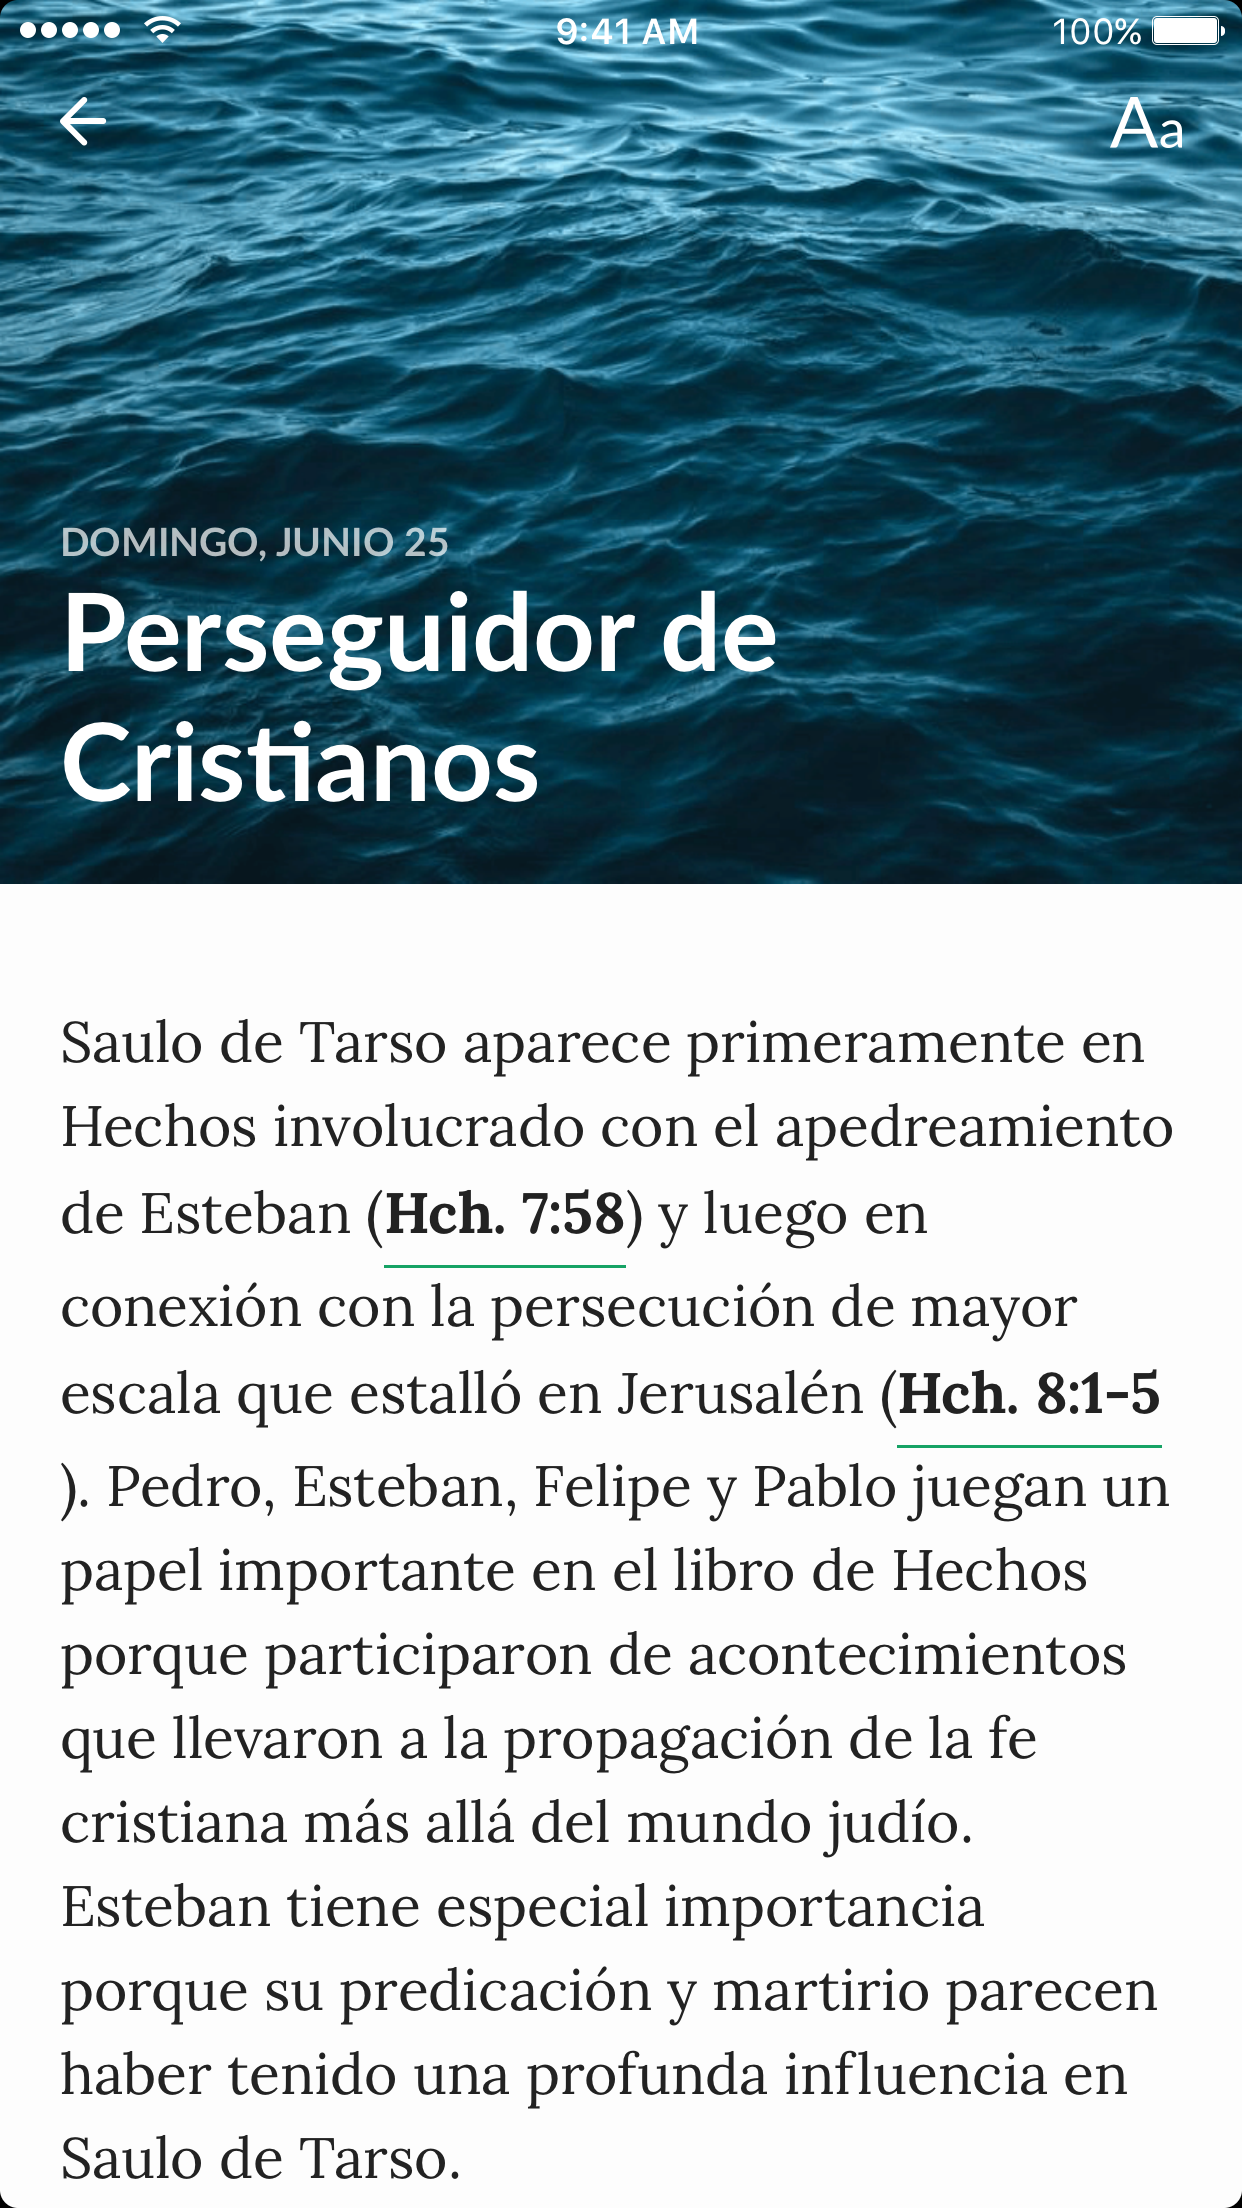 9:41 AM
100%
Aa
DOMINGO, JUNIO 25
Perseguidor de
Cristianos
Saulo de Tarso aparece primeramente en
Hechos involucrado con el apedreamiento
de Esteban (Hch. 7:58) y luego en
conexión con la persecución de mayor
escala que estalló en Jerusalén (Hch. 8:1-5
). Pedro, Esteban, Felipe y Pablo juegan un
papel importante en el libro de Hechos
porque participaron de acontecimientos
que llevaron a la propagación de la fe
cristiana más allá del mundo judío.
Esteban tiene especial importancia
porque su predicación y martirio parecen
haber tenido una profunda influencia en
Saulo de Tarso.